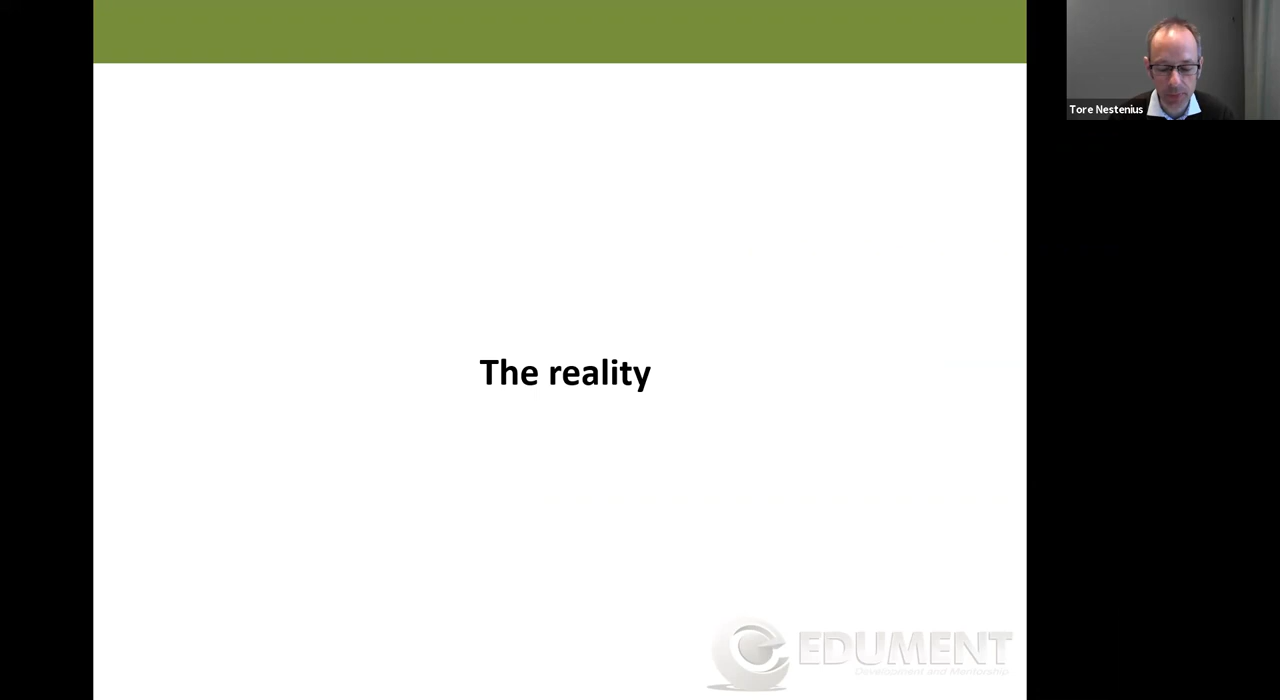 Tore Nestenius
The reality
EDUMENT
Development and Mentorship.